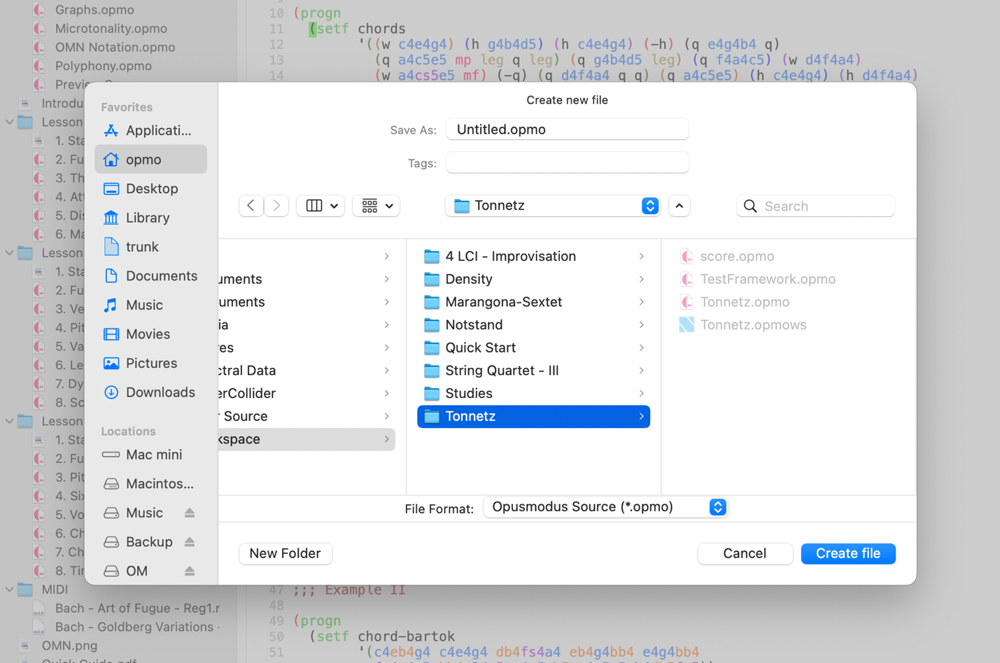 Graphs.opmo
Microtonality.opmo
OMN Notation.opmo
Polyphony.opmo
Introdu
Lesson
1. Sta
2. Fu
3. Th
4. Att
5. Dis
6. Ma
Lesson
1. Sta
2. Fu
3. Ve
4. Pit
5. Va
6. Le
7. Dy
8. Sc
Lesson
1. Sta
2. Fu
3. Pit
4. Six
5. Vo
6. Ch
7. Ch
8. Tir
MIDI
Bach - Art of Fugue - Reg1.r
Bach - Goldberg Variations ·
OMN.png
10 (progn
11 (setf chords
12 '((w c4e4g4) (h g4b4d5) (h c4e4g4) (-h) (q e4g4b4 q)
13 (q a4c5e5 mp leg q leg) (q g4b4d5 leg) (q f4a4c5) (w d4f4a4)
14 (w a4cs5e5 mf) (-q) (q d4f4a4 q q) (q a4c5e5) (h c4e4g4) (h d4f4a4)
Favorites
Applicati...
opmo
Desktop
Library
trunk
Documents
Music
Movies
Pictures
Downloads
Locations
Mac mini
Macintos...
Music
Backup
OM
Create new file
Save As: Untitled.opmo
Tags:
Tonnetz
Search
uments
uments
ia
res
ctral Data
erCollider
r Source
kspace
4 LCI - Improvisation
Density
Marangona-Sextet
Notstand
Quick Start
String Quartet - III
Studies
Tonnetz
score.opmo
TestFramework.opmo
Tonnetz.opmo
Tonnetz.opmows
File Format: Opusmodus Source (*.opmo)
New Folder
Cancel
Create file
47 ;;; Example II
48
49 (progn
50 (setf chord-bartok
51 '(c4eb4g4 c4e4g4 db4fs4a4 eb4g4bb4 e4g4bb4